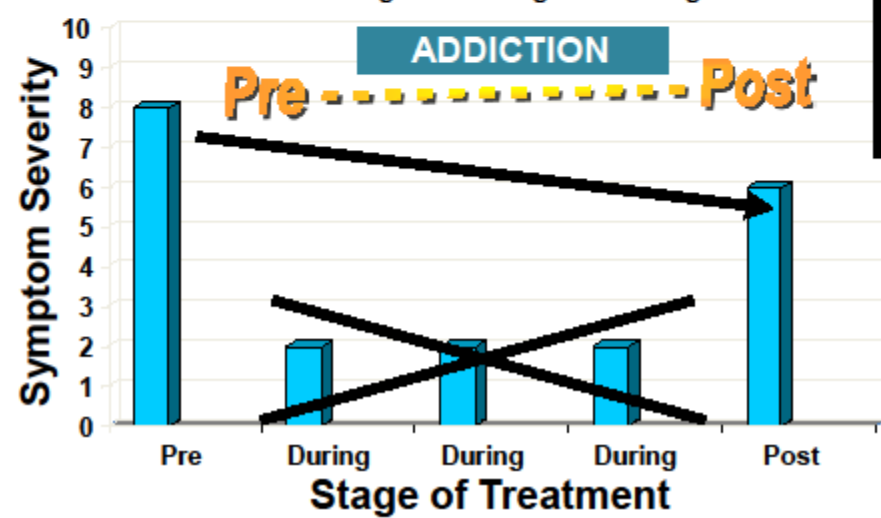 10
ADDICTION
9
Pre
Post
8
7
6
5
4
3
2
1
0
Symptom Severity
Pre
During
During
During
Post
Stage of Treatment